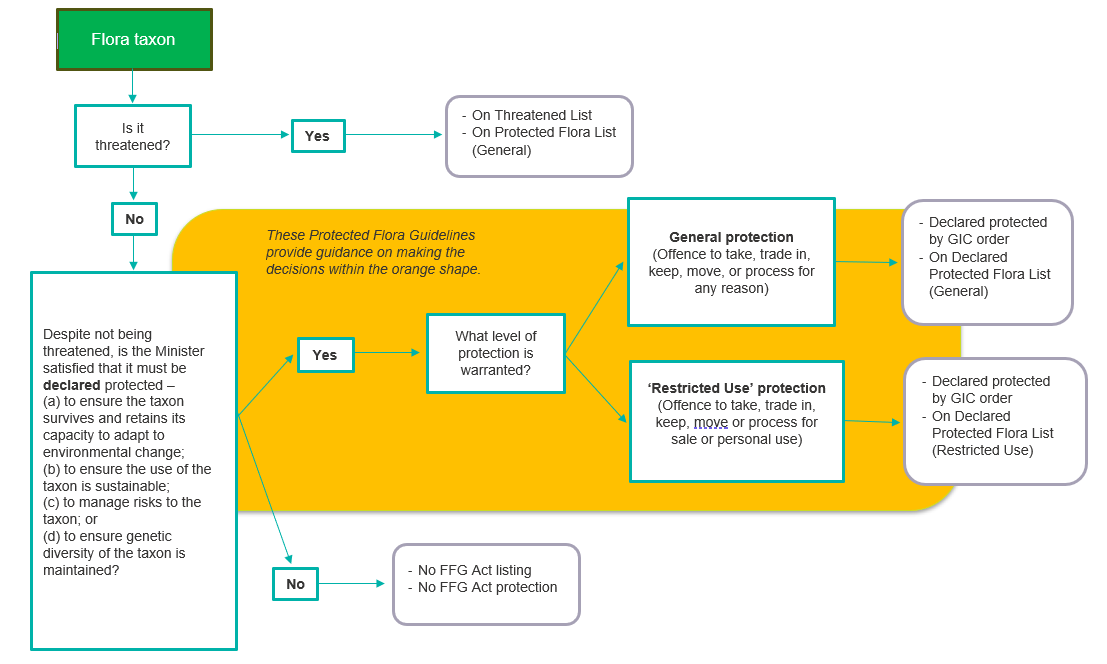 Flora taxon
Is it
threatened?
Yes
- On Threatened List
- On Protected Flora List
(General)
No
These Protected Flora Guidelines
provide guidance on making the
decisions within the orange shape.
Despite not being
threatened, is the Minister
satisfied that it must be
declared protected –
(a) to ensure the taxon
survives and retains its
capacity to adapt to
environmental change;
(b) to ensure the use of the
taxon is sustainable;
(c) to manage risks to the
taxon; or
(d) to ensure genetic
diversity of the taxon is
maintained?
Yes
What level of
protection is
warranted?
General protection
(Offence to take, trade in,
keep, move, or process for
any reason)
- Declared protected
by GIC order
- On Declared
Protected Flora List
(General)
‘Restricted Use’ protection
(Offence to take, trade in,
keep, move or process for
sale or personal use)
- Declared protected
by GIC order
- On Declared
Protected Flora List
(Restricted Use)
No
- No FFG Act listing
- No FFG Act protection